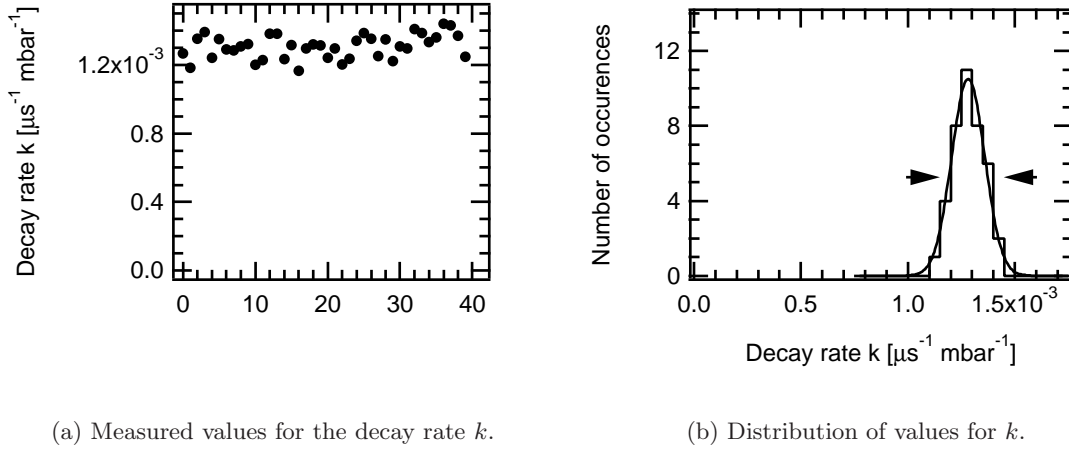 Decay rate k [µs⁻¹ mbar⁻¹]
1.2x10⁻³
0.8
0.4
0.0
0 10 20 30 40
(a) Measured values for the decay rate k.
Number of occurences
12
8
4
0
0.0 0.5 1.0 1.5x10⁻³
Decay rate k [µs⁻¹ mbar⁻¹]
(b) Distribution of values for k.